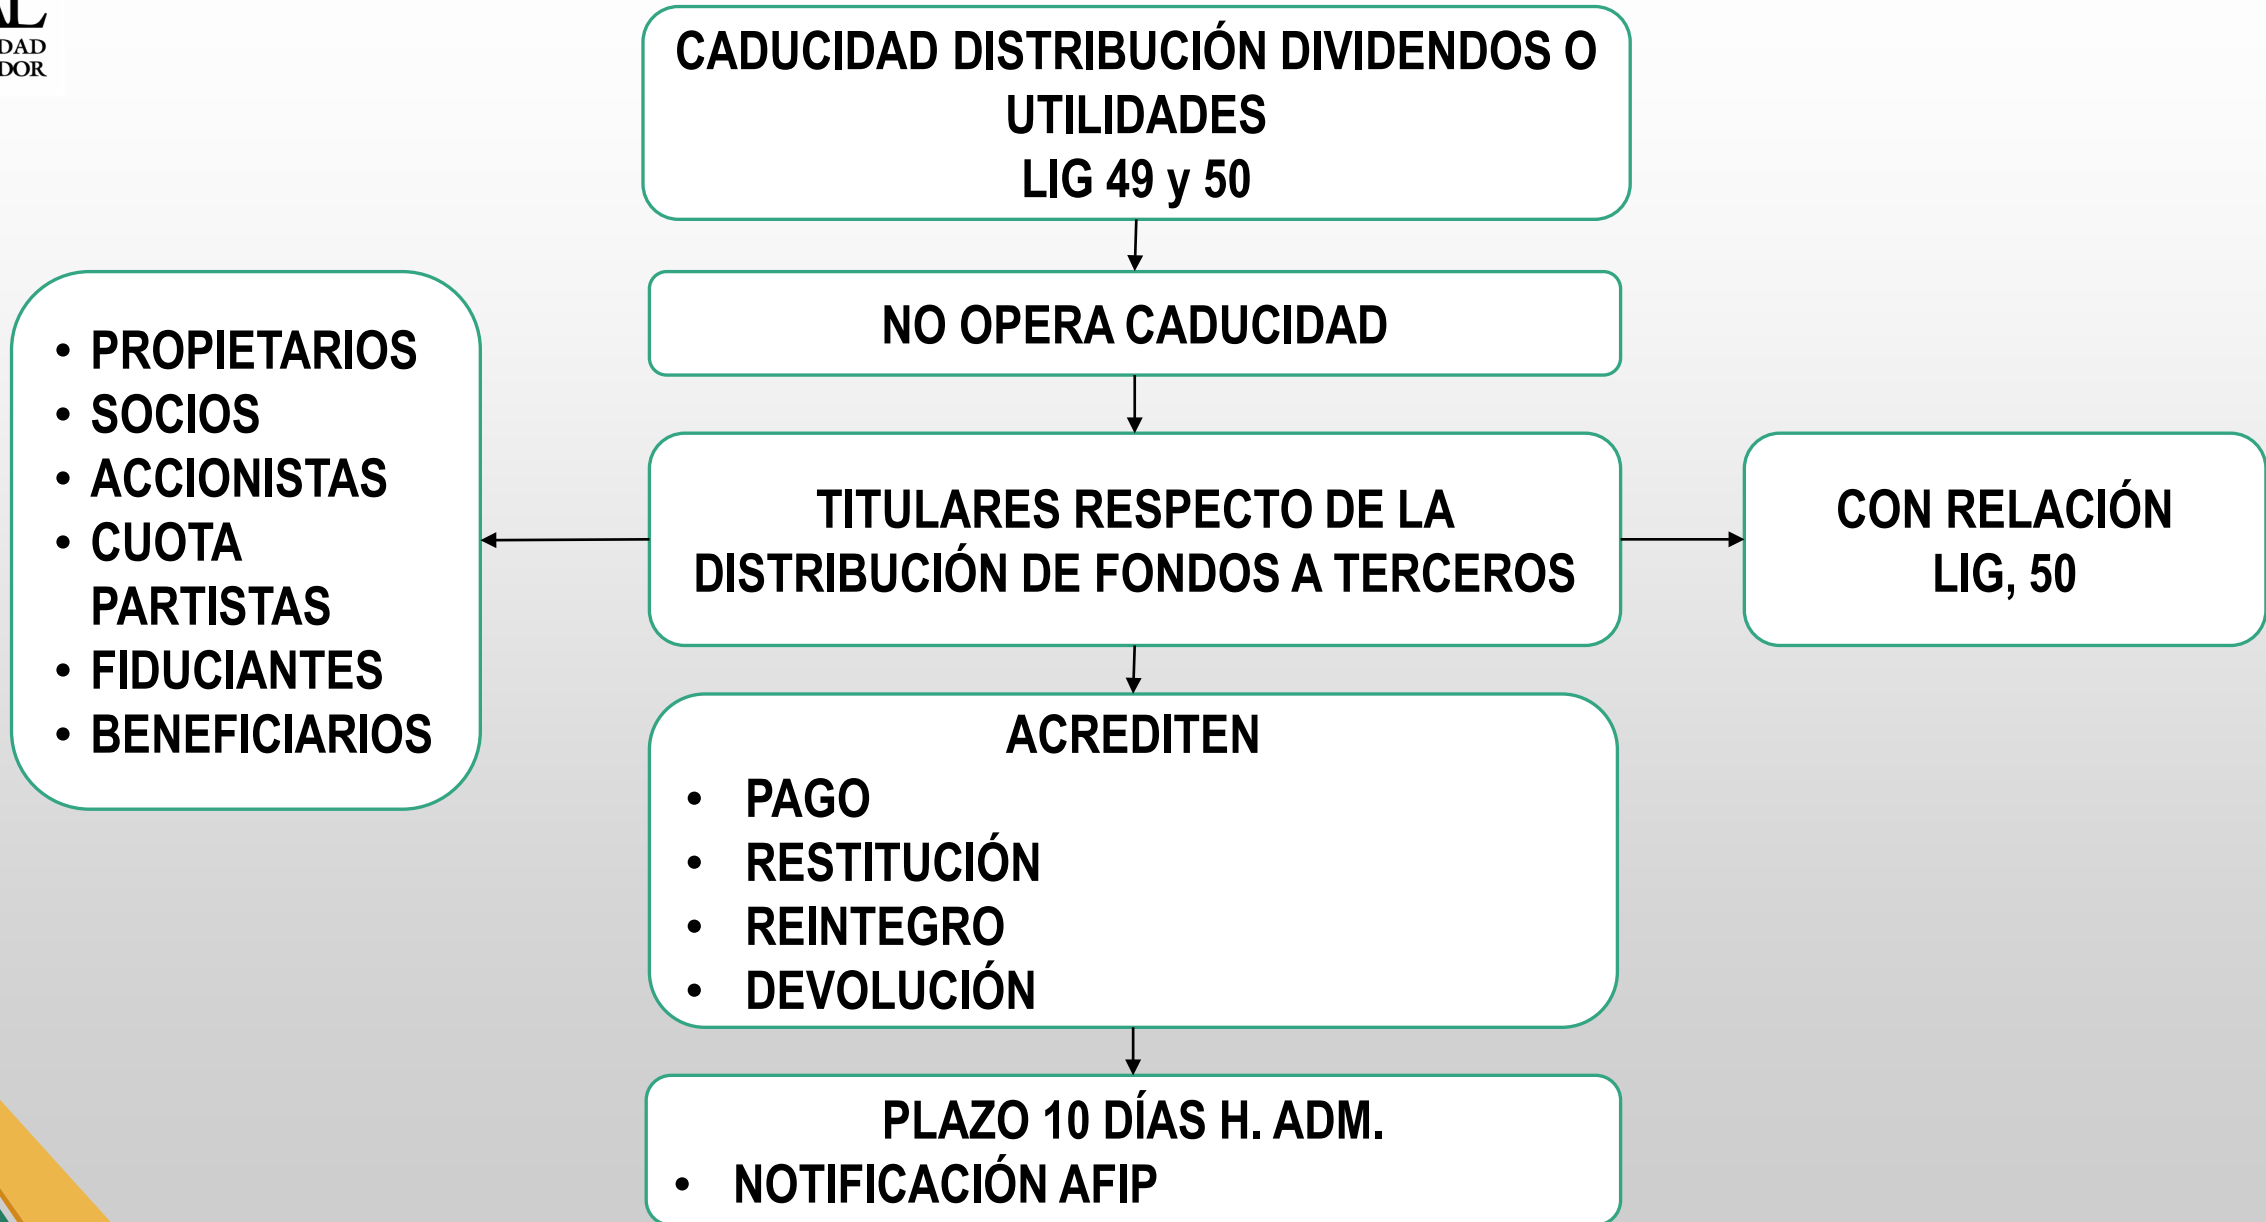 DAD
DOR
CADUCIDAD DISTRIBUCIÓN DIVIDENDOS O
UTILIDADES
LIG 49 y 50
NO OPERA CADUCIDAD
• PROPIETARIOS
• SOCIOS
• ACCIONISTAS
• CUOTA
PARTISTAS
• FIDUCIANTES
• BENEFICIARIOS
TITULARES RESPECTO DE LA
DISTRIBUCIÓN DE FONDOS A TERCEROS
CON RELACIÓN
LIG, 50
ACREDITEN
• PAGO
• RESTITUCIÓN
• REINTEGRO
• DEVOLUCIÓN
PLAZO 10 DÍAS H. ADM.
• NOTIFICACIÓN AFIP